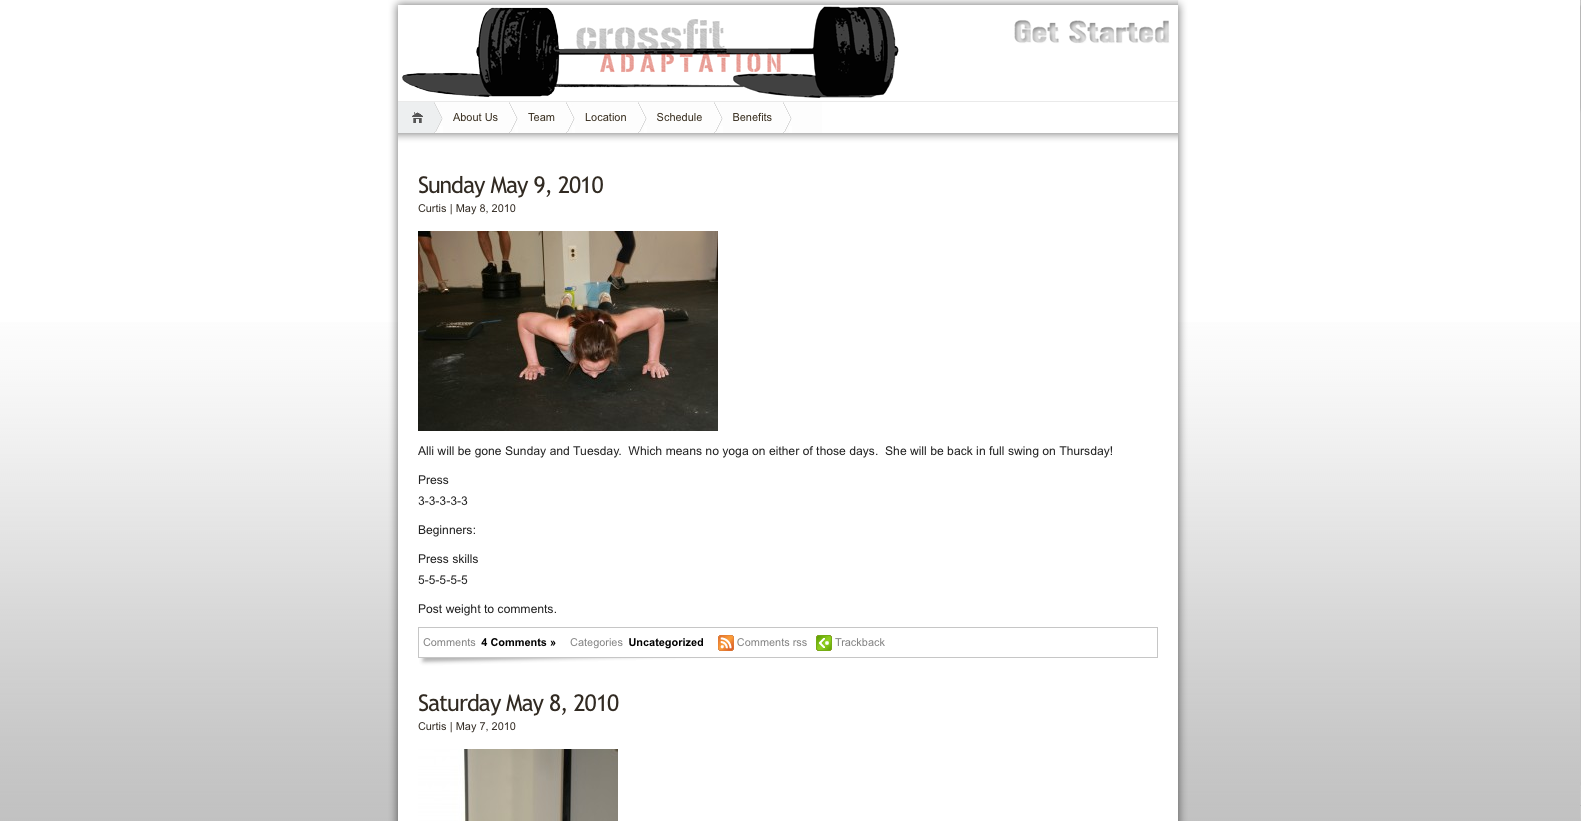 crossfit
ADAPTATION
Get Started
About Us
Team
Location
Schedule
Benefits
Sunday May 9, 2010
Curtis | May 8, 2010
Alli will be gone Sunday and Tuesday.  Which means no yoga on either of those days.  She will be back in full swing on Thursday!
Press
3-3-3-3-3
Beginners:
Press skills
5-5-5-5-5
Post weight to comments.
Comments 4 Comments » Categories Uncategorized Comments rss Trackback
Saturday May 8, 2010
Curtis | May 7, 2010